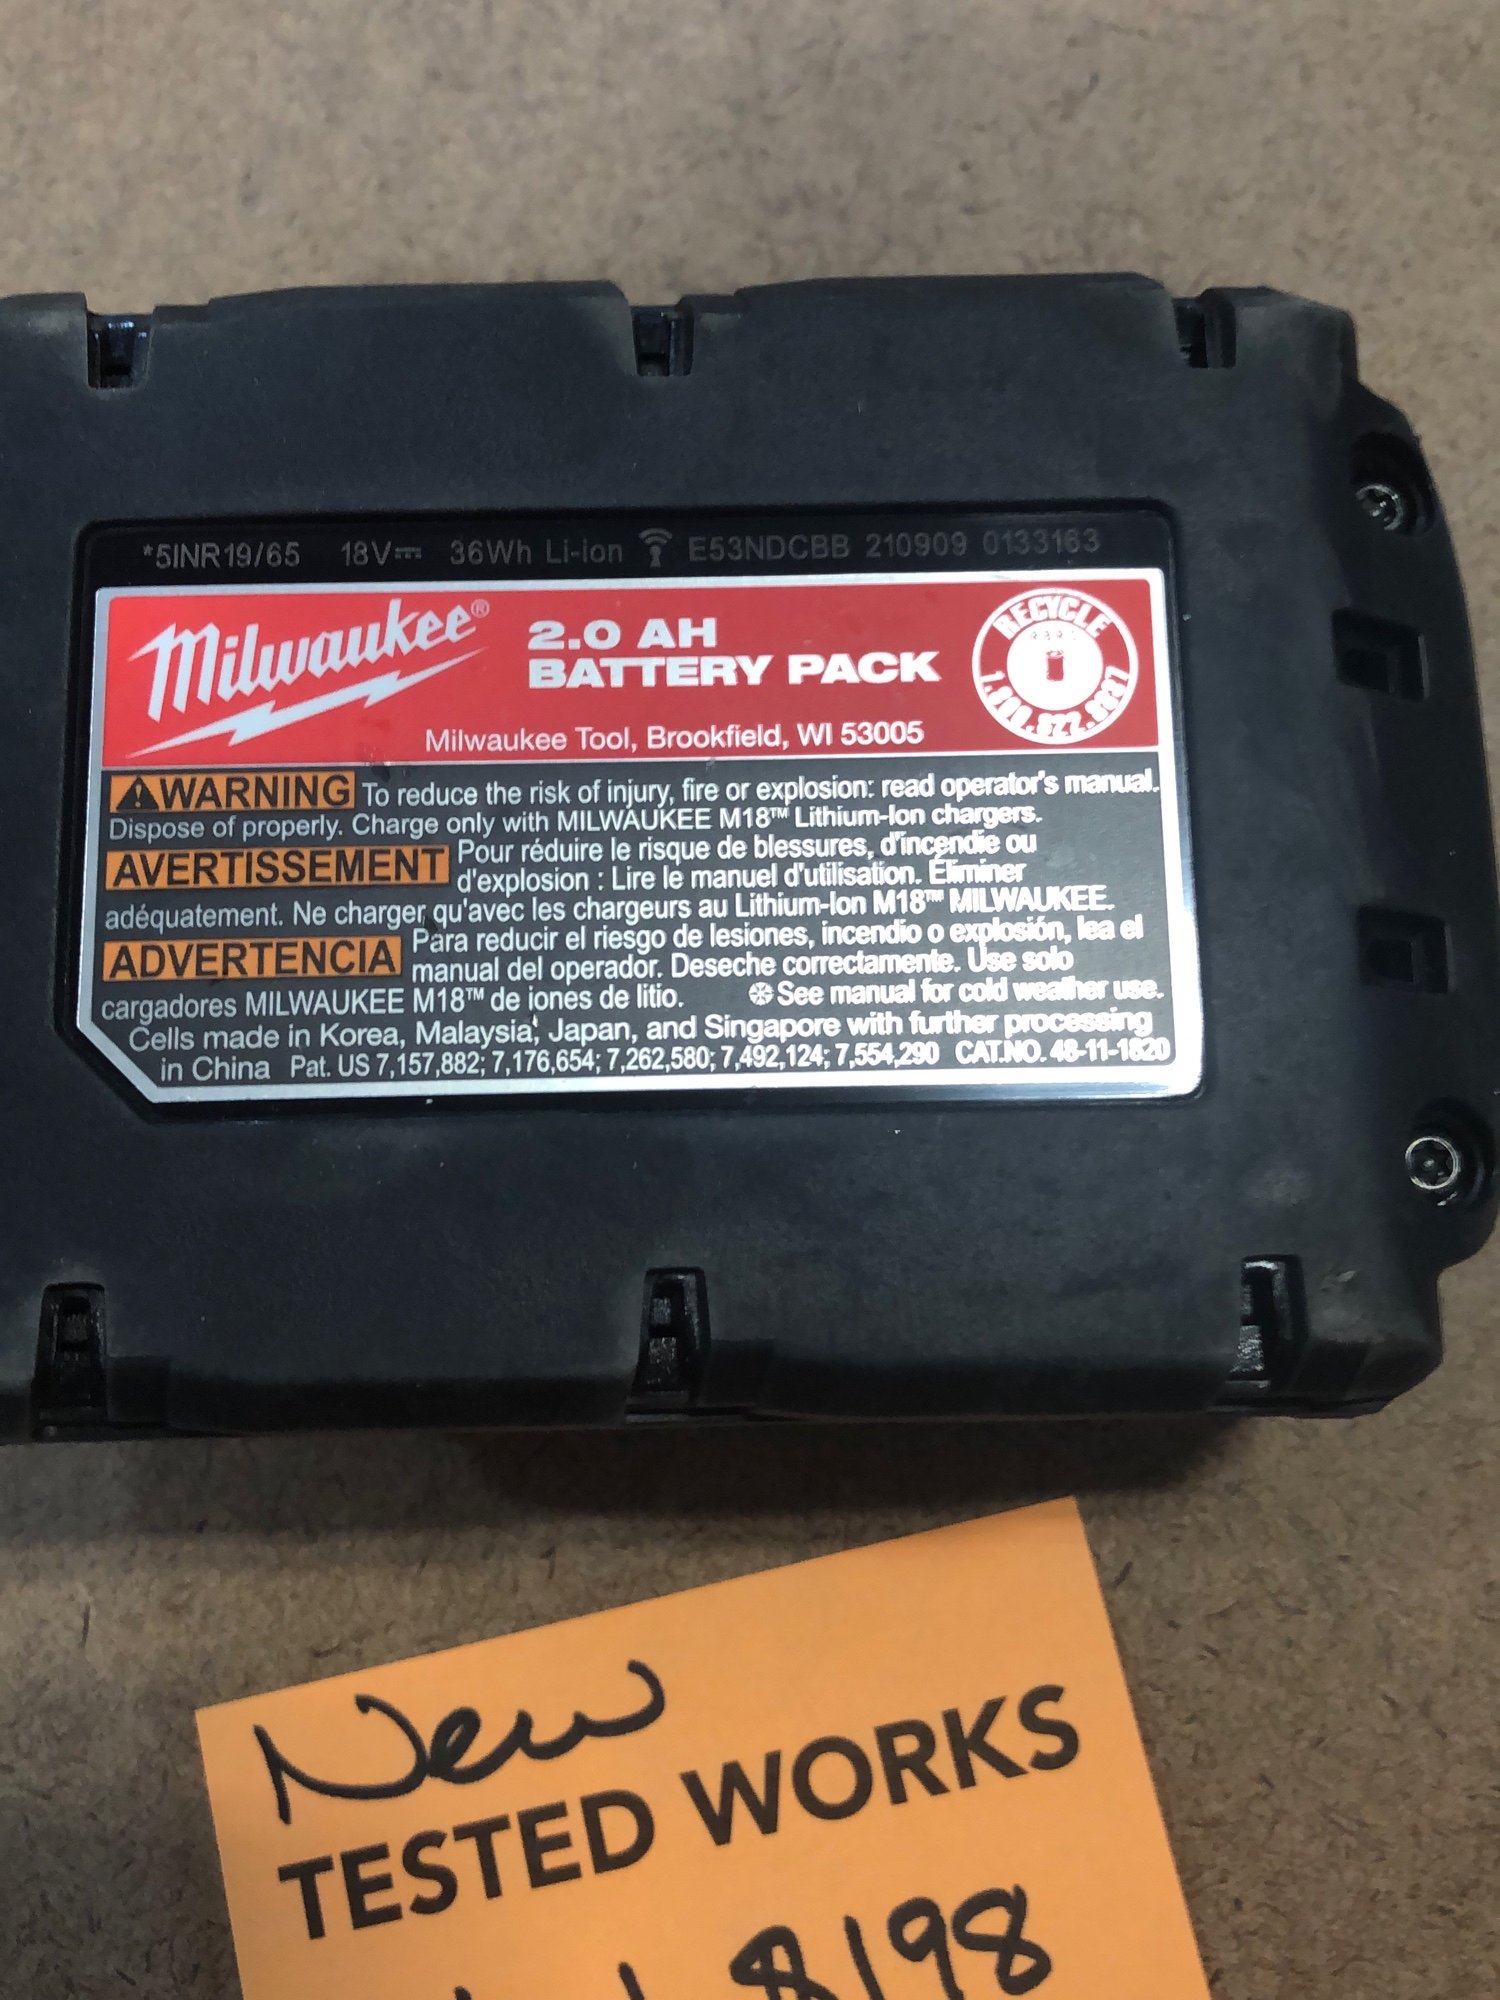 *5INR19/65 18V⎓ 36Wh Li-Ion E53NDCBB 210909 0133163
Milwaukee®
2.0 AH
BATTERY PACK
Milwaukee Tool, Brookfield, WI 53005
RECYCLE
1.800.822.8837
WARNING To reduce the risk of injury, fire or explosion: read operator's manual.
Dispose of properly. Charge only with MILWAUKEE M18™ Lithium-Ion chargers.
AVERTISSEMENT Pour réduire le risque de blessures, d'incendie ou
d'explosion : Lire le manuel d'utilisation. Éliminer
adéquatement. Ne charger qu'avec les chargeurs au Lithium-Ion M18™ MILWAUKEE.
ADVERTENCIA Para reducir el riesgo de lesiones, incendio o explosión, lea el
manual del operador. Deseche correctamente. Use solo
cargadores MILWAUKEE M18™ de iones de litio. See manual for cold weather use.
Cells made in Korea, Malaysia, Japan, and Singapore with further processing
in China Pat. US 7,157,882; 7,176,654; 7,262,580; 7,492,124; 7,554,290 CAT.NO. 48-11-1820
New
TESTED WORKS
$198